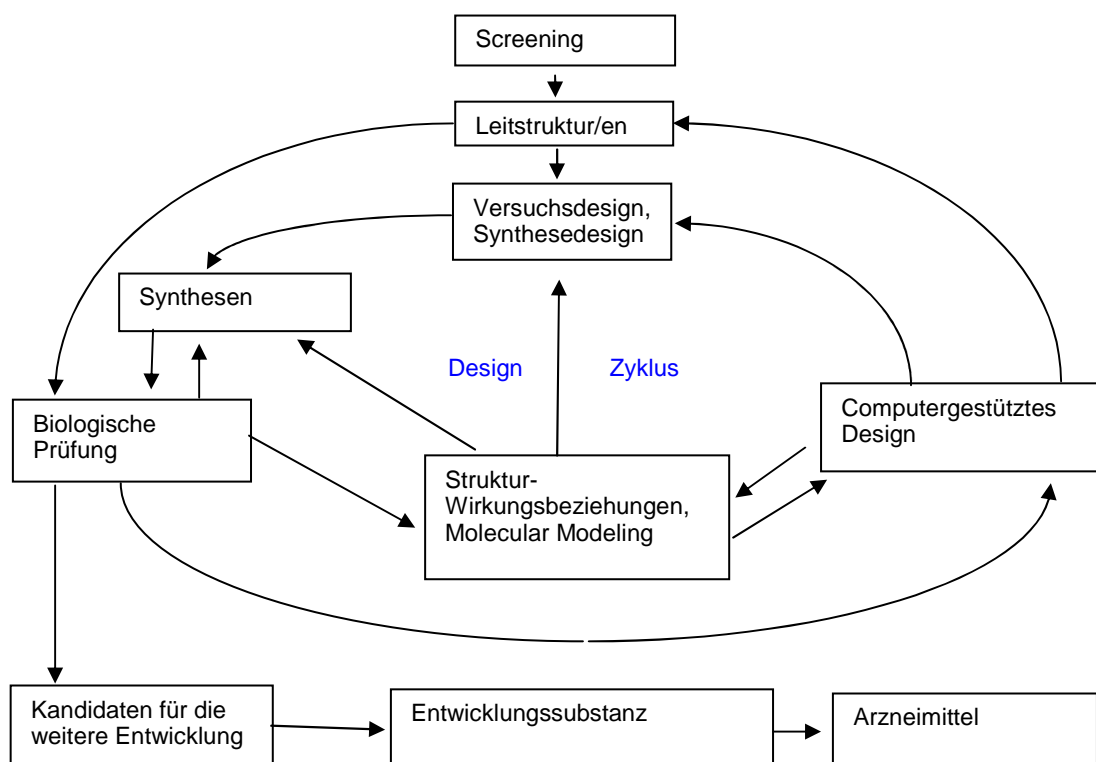 Screening
Leitstruktur/en
Versuchsdesign,
Synthesedesign
Synthesen
Design Zyklus
Biologische
Prüfung
Computergestütztes
Design
Struktur-
Wirkungsbeziehungen,
Molecular Modeling
Kandidaten für die
weitere Entwicklung
Entwicklungssubstanz
Arzneimittel